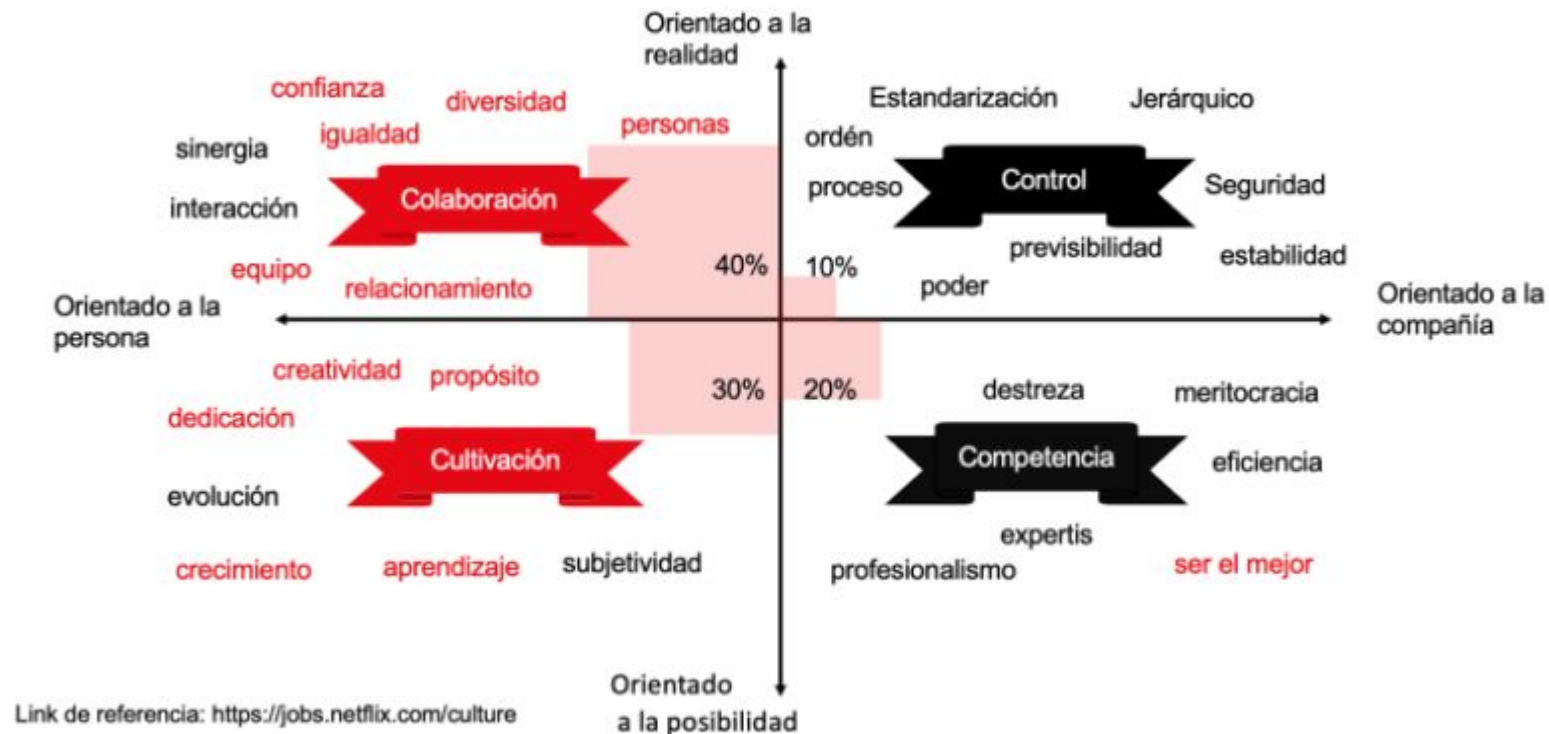 Orientado a la
realidad
confianza
diversidad
igualdad
personas
sinergia
Colaboración
interacción
equipo
relacionamiento
40%
Estandarización
Jerárquico
ordén
proceso
Control
Seguridad
previsibilidad
estabilidad
poder
10%
Orientado a la
persona
Orientado a la
compañía
creatividad
propósito
dedicación
30%
Cultivación
evolución
crecimiento
aprendizaje
subjetividad
20%
destreza
meritocracia
Competencia
eficiencia
expertis
profesionalismo
ser el mejor
Orientado
a la posibilidad
Link de referencia: https://jobs.netflix.com/culture